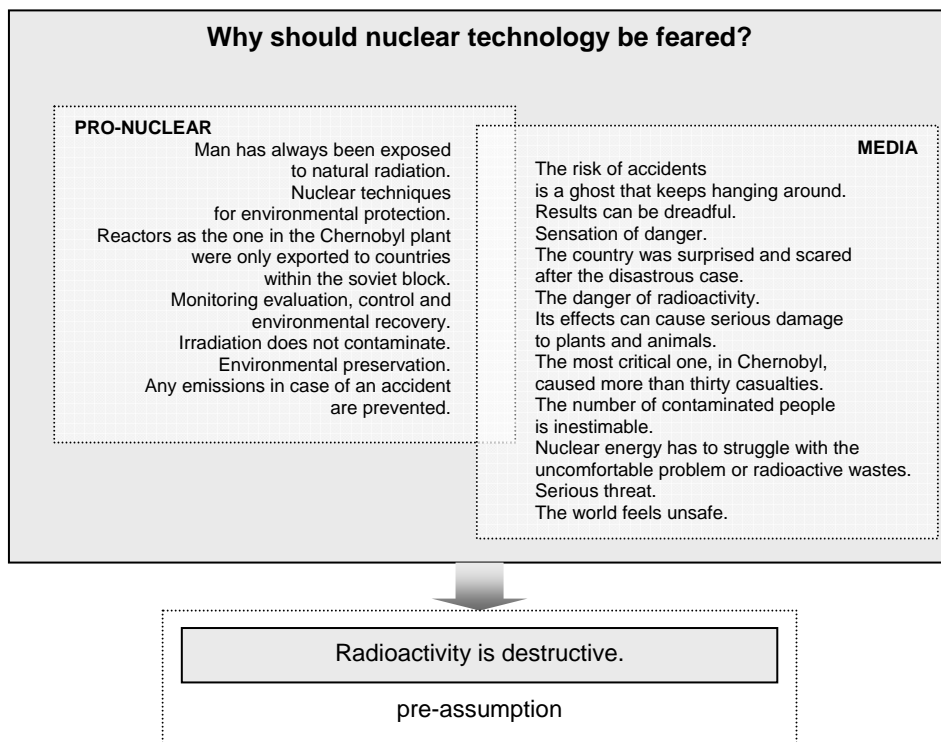 Why should nuclear technology be feared?
PRO-NUCLEAR
Man has always been exposed
to natural radiation.
Nuclear techniques
for environmental protection.
Reactors as the one in the Chernobyl plant
were only exported to countries
within the soviet block.
Monitoring evaluation, control and
environmental recovery.
Irradiation does not contaminate.
Environmental preservation.
Any emissions in case of an accident
are prevented.
MEDIA
The risk of accidents
is a ghost that keeps hanging around.
Results can be dreadful.
Sensation of danger.
The country was surprised and scared
after the disastrous case.
The danger of radioactivity.
Its effects can cause serious damage
to plants and animals.
The most critical one, in Chernobyl,
caused more than thirty casualties.
The number of contaminated people
is inestimable.
Nuclear energy has to struggle with the
uncomfortable problem or radioactive wastes.
Serious threat.
The world feels unsafe.
Radioactivity is destructive.
pre-assumption